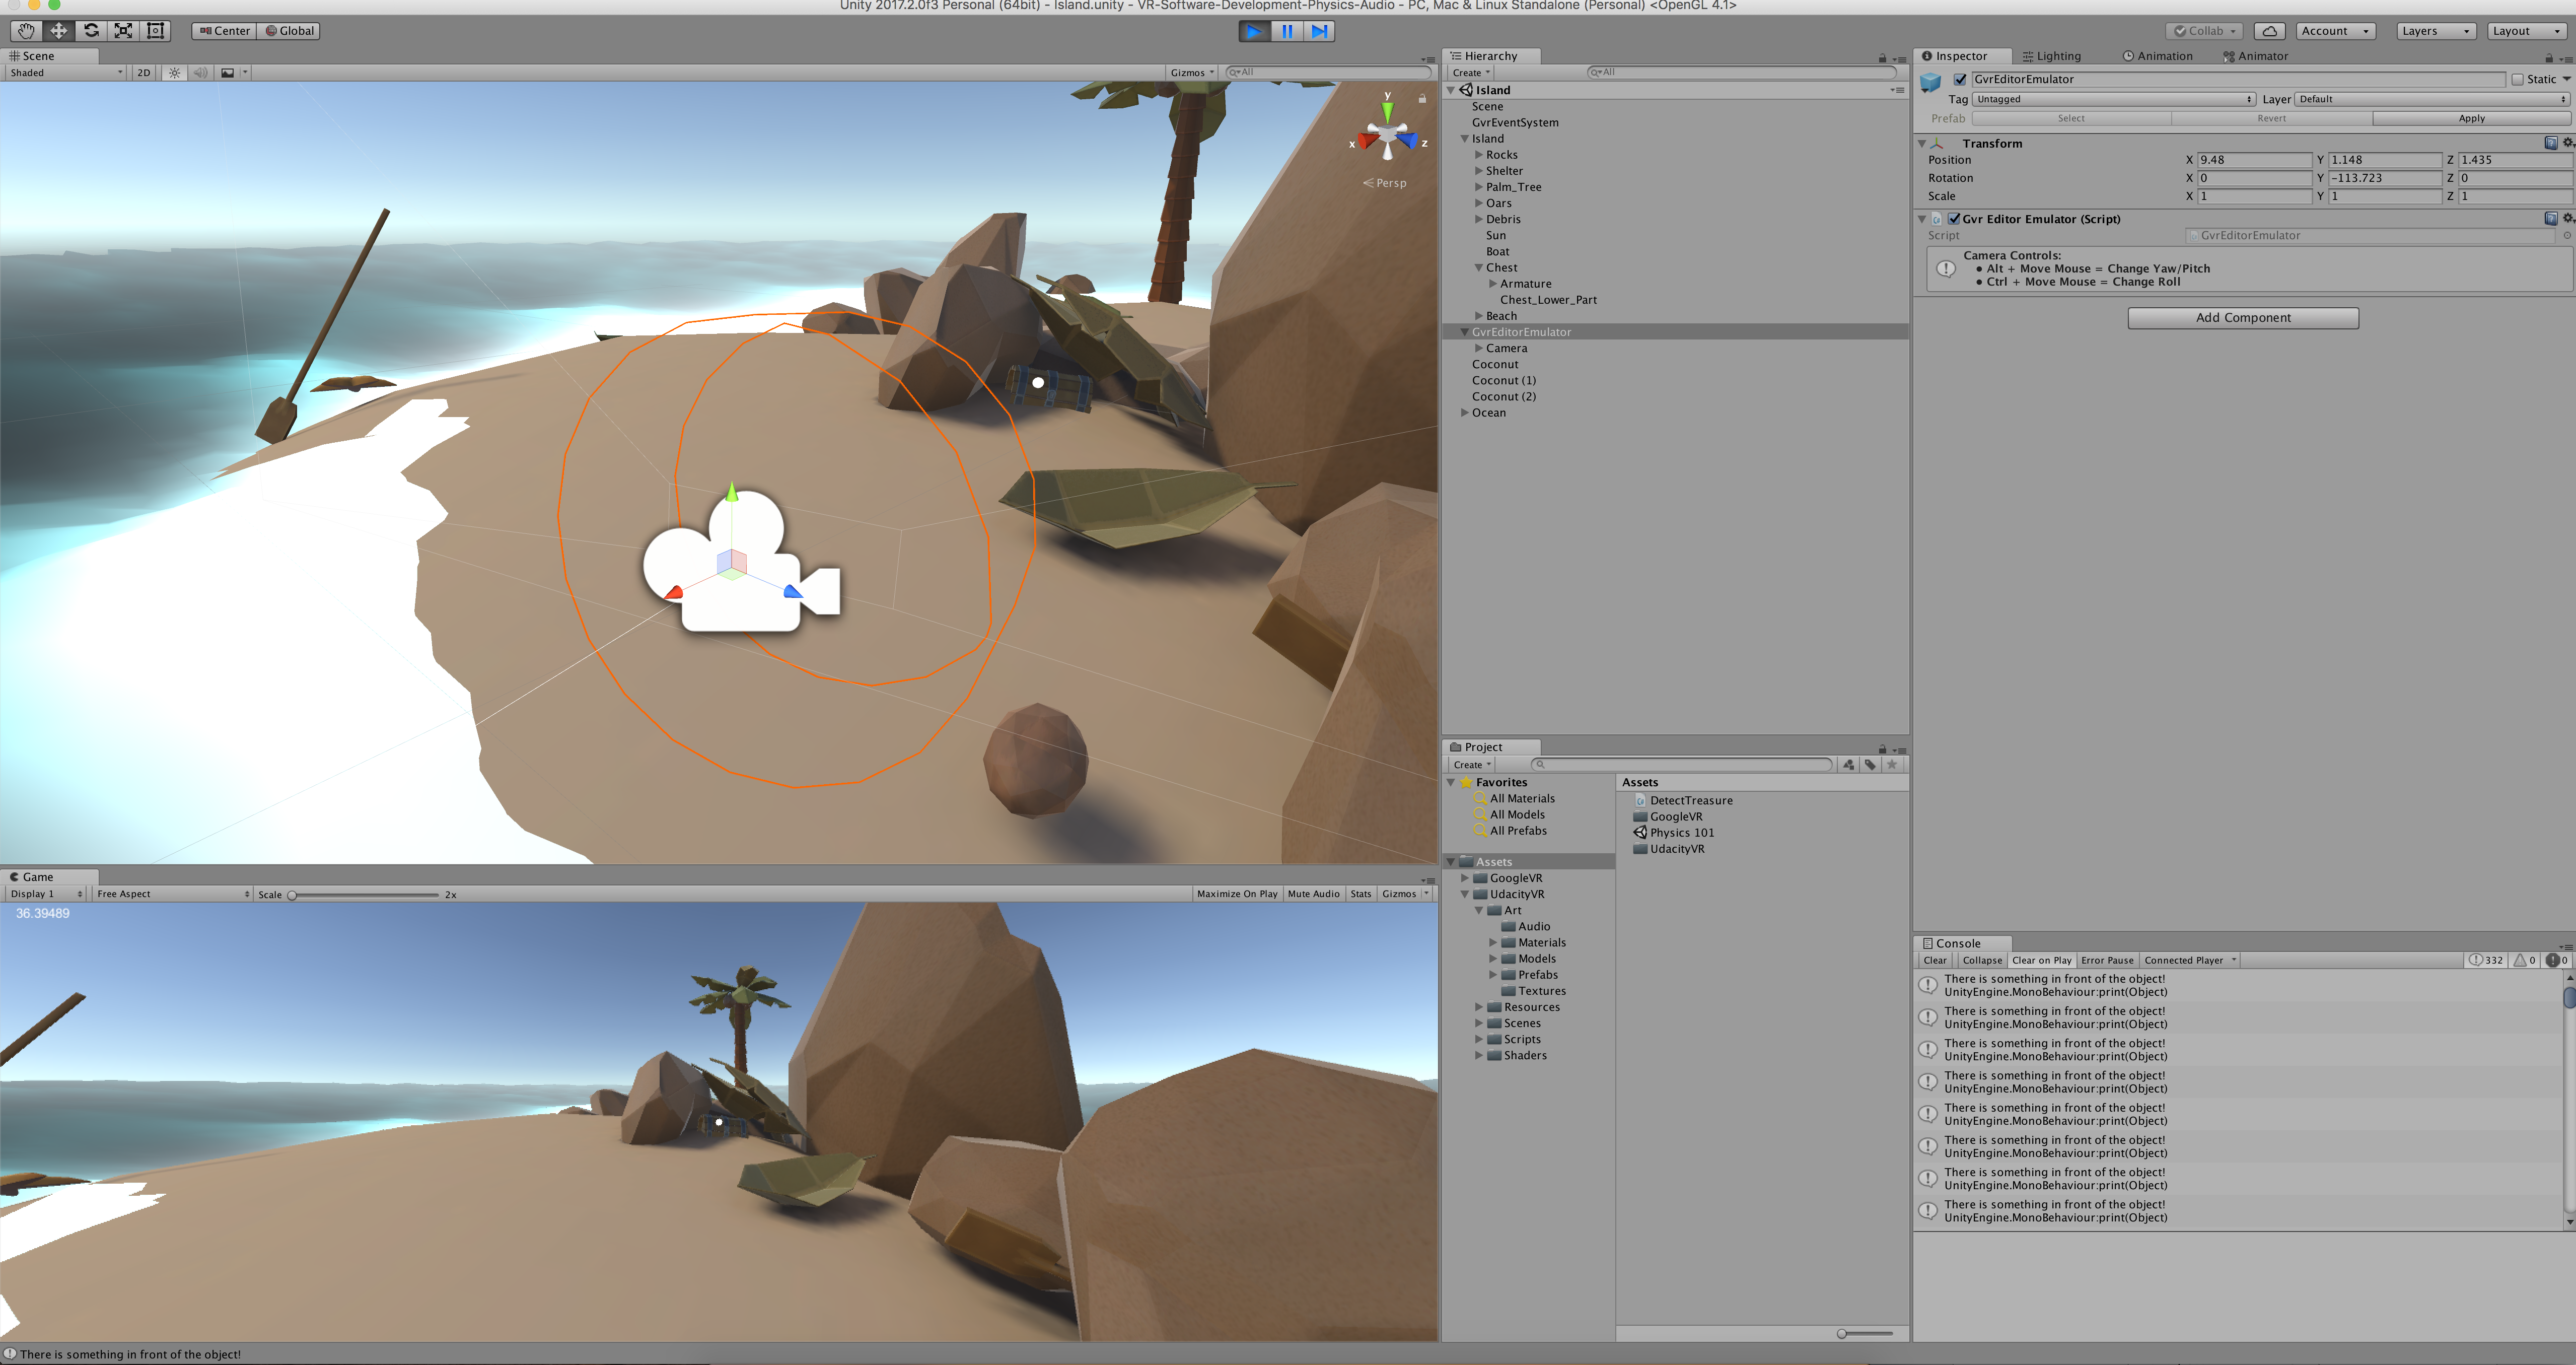 Unity 2017.2.0f3 Personal (64bit) - Island.unity - VR-Software-Development-Physics-Audio - PC, Mac & Linux Standalone (Personal) <OpenGL 4.1>
Center Global Collab Account Layers Layout
Scene
Shaded 2D Gizmos All
y
x z
Persp
Game
Display 1 Free Aspect Scale 2x Maximize On Play Mute Audio Stats Gizmos
36.39489
Hierarchy
Create All
Island
Scene
GvrEventSystem
Island
Rocks
Shelter
Palm_Tree
Oars
Debris
Sun
Boat
Chest
Armature
Chest_Lower_Part
Beach
GvrEditorEmulator
Camera
Coconut
Coconut (1)
Coconut (2)
Ocean
Project
Create
Favorites
All Materials
All Models
All Prefabs
Assets
GoogleVR
UdacityVR
Art
Audio
Materials
Models
Prefabs
Textures
Resources
Scenes
Scripts
Shaders
Assets
DetectTreasure
GoogleVR
Physics 101
UdacityVR
Inspector Lighting Animation Animator
GvrEditorEmulator Static
Tag Untagged Layer Default
Prefab Select Revert Apply
Transform
Position X 9.48 Y 1.148 Z 1.435
Rotation X 0 Y -113.723 Z 0
Scale X 1 Y 1 Z 1
Gvr Editor Emulator (Script)
Script GvrEditorEmulator
Camera Controls:
• Alt + Move Mouse = Change Yaw/Pitch
• Ctrl + Move Mouse = Change Roll
Add Component
Console
Clear Collapse Clear on Play Error Pause Connected Player 332 0 0
There is something in front of the object!
UnityEngine.MonoBehaviour:print(Object)
There is something in front of the object!
UnityEngine.MonoBehaviour:print(Object)
There is something in front of the object!
UnityEngine.MonoBehaviour:print(Object)
There is something in front of the object!
UnityEngine.MonoBehaviour:print(Object)
There is something in front of the object!
UnityEngine.MonoBehaviour:print(Object)
There is something in front of the object!
UnityEngine.MonoBehaviour:print(Object)
There is something in front of the object!
UnityEngine.MonoBehaviour:print(Object)
There is something in front of the object!
UnityEngine.MonoBehaviour:print(Object)
There is something in front of the object!